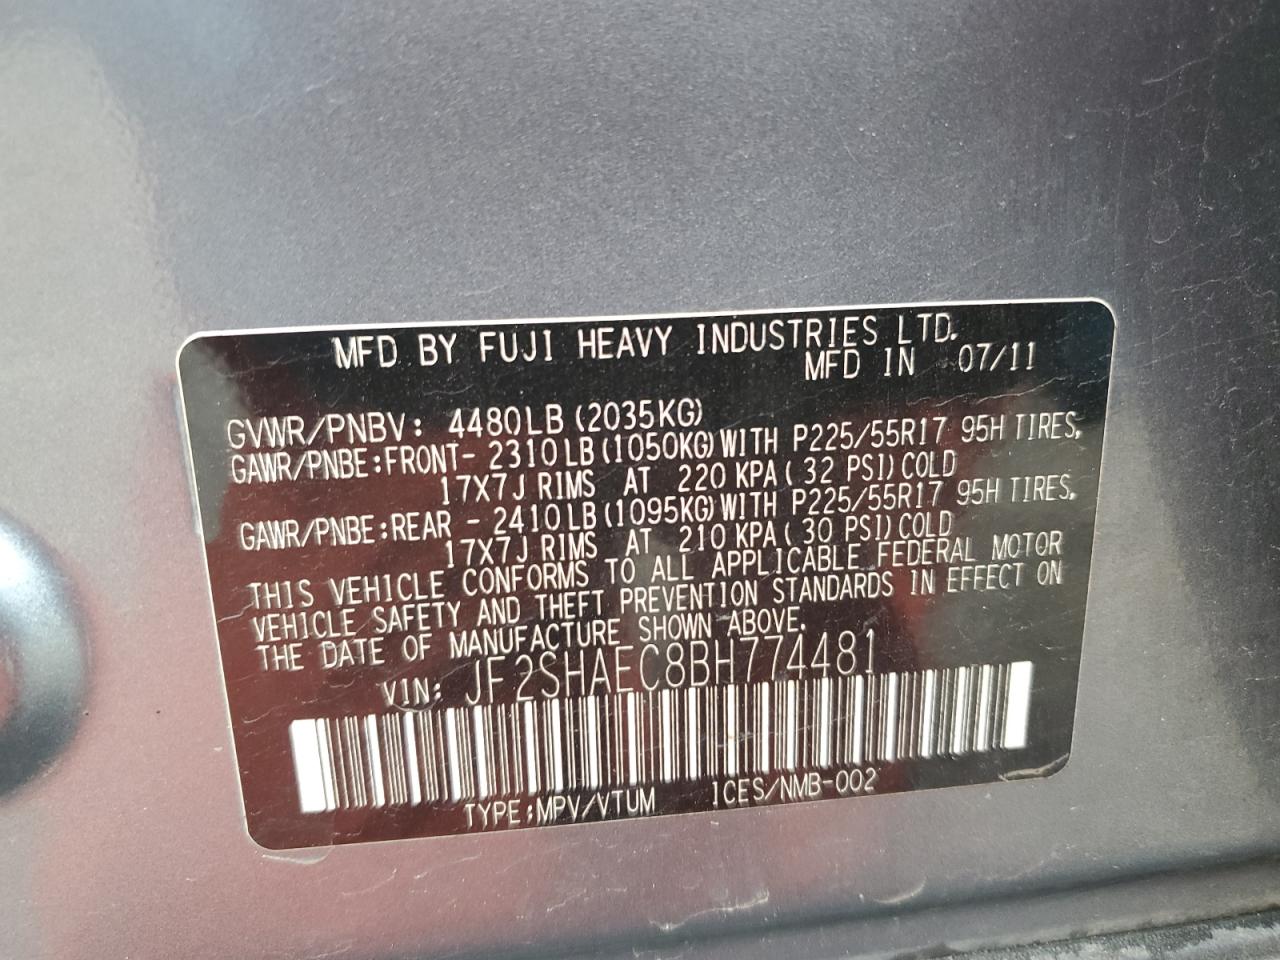 MFD BY FUJI HEAVY INDUSTRIES LTD.
MFD IN 07/11
GVWR/PNBV: 4480LB(2035KG)
GAWR/PNBE:FRONT- 2310LB(1050KG)WITH P225/55R17 95H TIRES,
17X7J RIMS AT 220 KPA( 32 PSI)COLD
GAWR/PNBE:REAR - 2410LB(1095KG)WITH P225/55R17 95H TIRES,
17X7J RIMS AT 210 KPA( 30 PSI)COLD
THIS VEHICLE CONFORMS TO ALL APPLICABLE FEDERAL MOTOR
VEHICLE SAFETY AND THEFT PREVENTION STANDARDS IN EFFECT ON
THE DATE OF MANUFACTURE SHOWN ABOVE.
VIN: JF2SHAEC8BH774481
TYPE:MPV/VTUM ICES/NMB-002